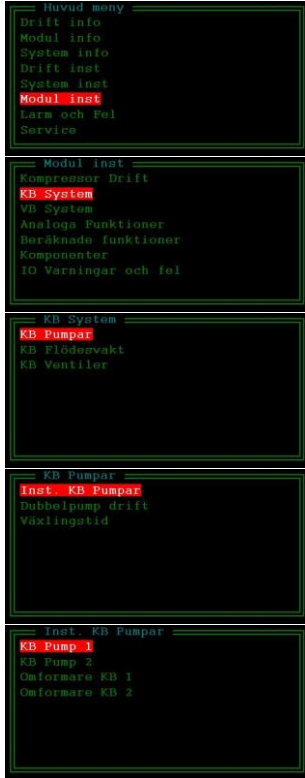 Huvud meny
Drift info
Modul info
System info
Drift inst
System inst
Modul inst
Larm och Fel
Service
Modul inst
Kompressor Drift
KB System
VB System
Analoga Funktioner
Beräknade funktioner
Komponenter
IO Varningar och fel
KB System
KB Pumpar
KB Flödesvakt
KB Ventiler
KB Pumpar
Inst. KB Pumpar
Dubbelpump drift
Växlingstid
Inst. KB Pumpar
KB Pump 1
KB Pump 2
Omformare KB 1
Omformare KB 2